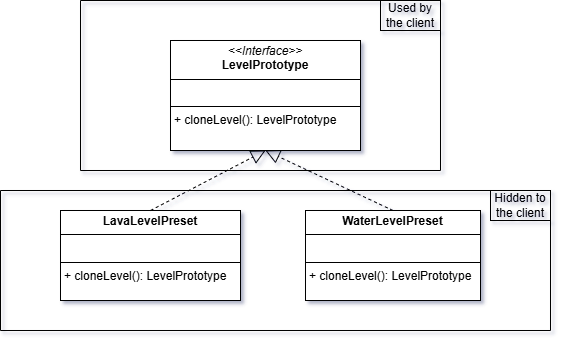 Used by
the client
<<Interface>>
LevelPrototype
+ cloneLevel(): LevelPrototype
Hidden to
the client
LavaLevelPreset
+ cloneLevel(): LevelPrototype
WaterLevelPreset
+ cloneLevel(): LevelPrototype